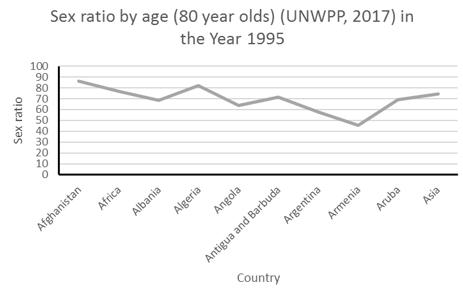 Sex ratio by age (80 year olds) (UNWPP, 2017) in
the Year 1995
100
90
80
70
60
50
40
30
20
10
0
Sex ratio
Afghanistan
Africa
Albania
Algeria
Angola
Antigua and Barbuda
Argentina
Armenia
Aruba
Asia
Country